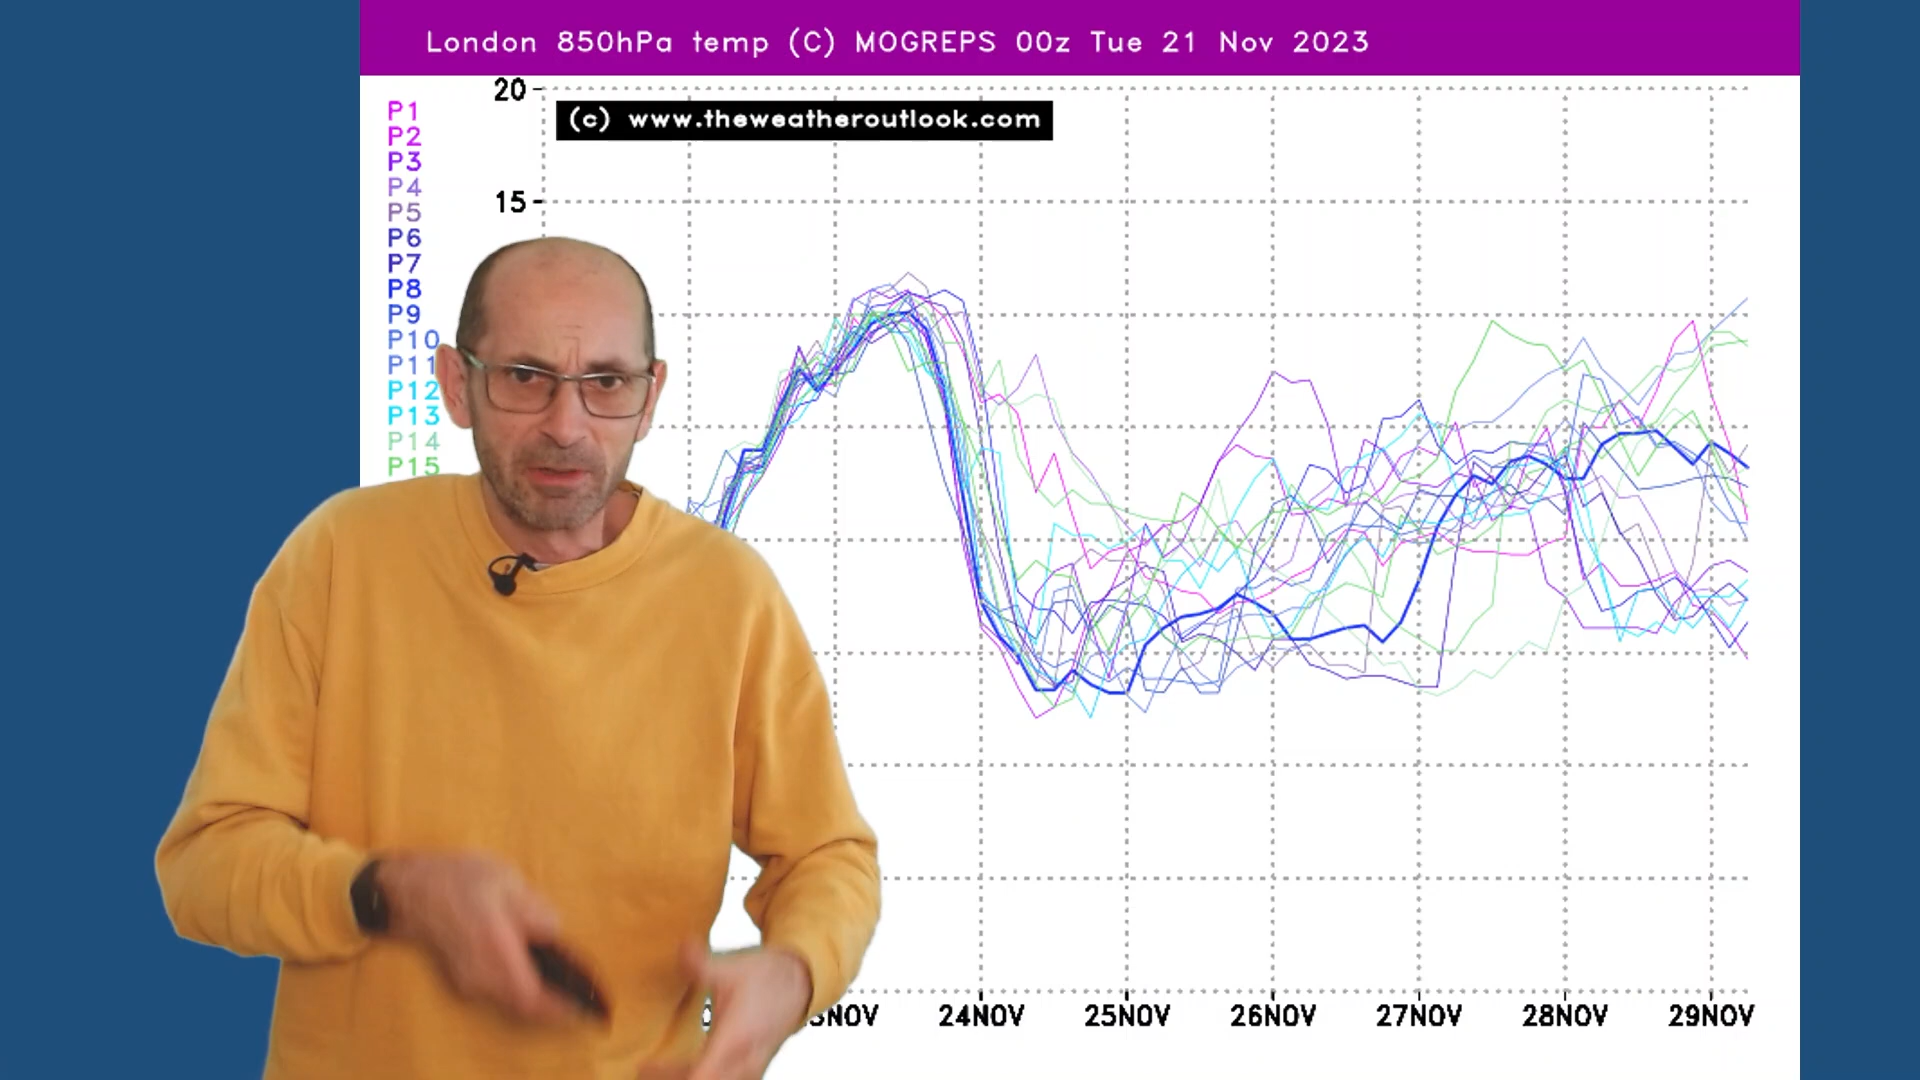 London 850hPa temp (C) MOGREPS 00z Tue 21 Nov 2023
20
(c) www.theweatheroutlook.com
15
P1
P2
P3
P4
P5
P6
P7
P8
P9
P10
P11
P12
P13
P14
P15
24NOV 25NOV 26NOV 27NOV 28NOV 29NOV